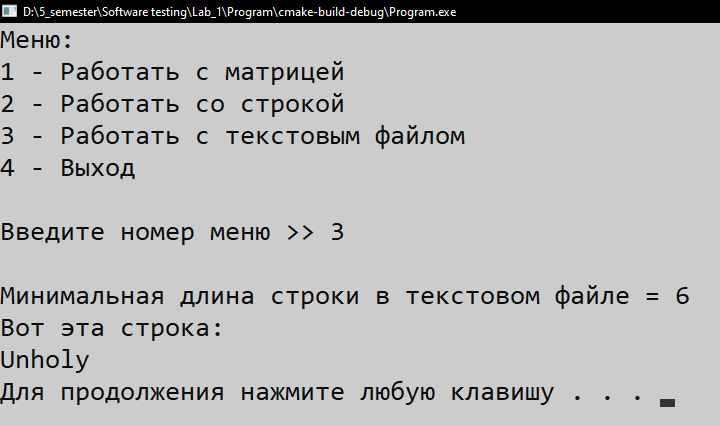 D:\5_semester\Software testing\Lab_1\Program\cmake-build-debug\Program.exe
Меню:
1 - Работать с матрицей
2 - Работать со строкой
3 - Работать с текстовым файлом
4 - Выход
Введите номер меню >> 3
Минимальная длина строки в текстовом файле = 6
Вот эта строка:
Unholy
Для продолжения нажмите любую клавишу . . .